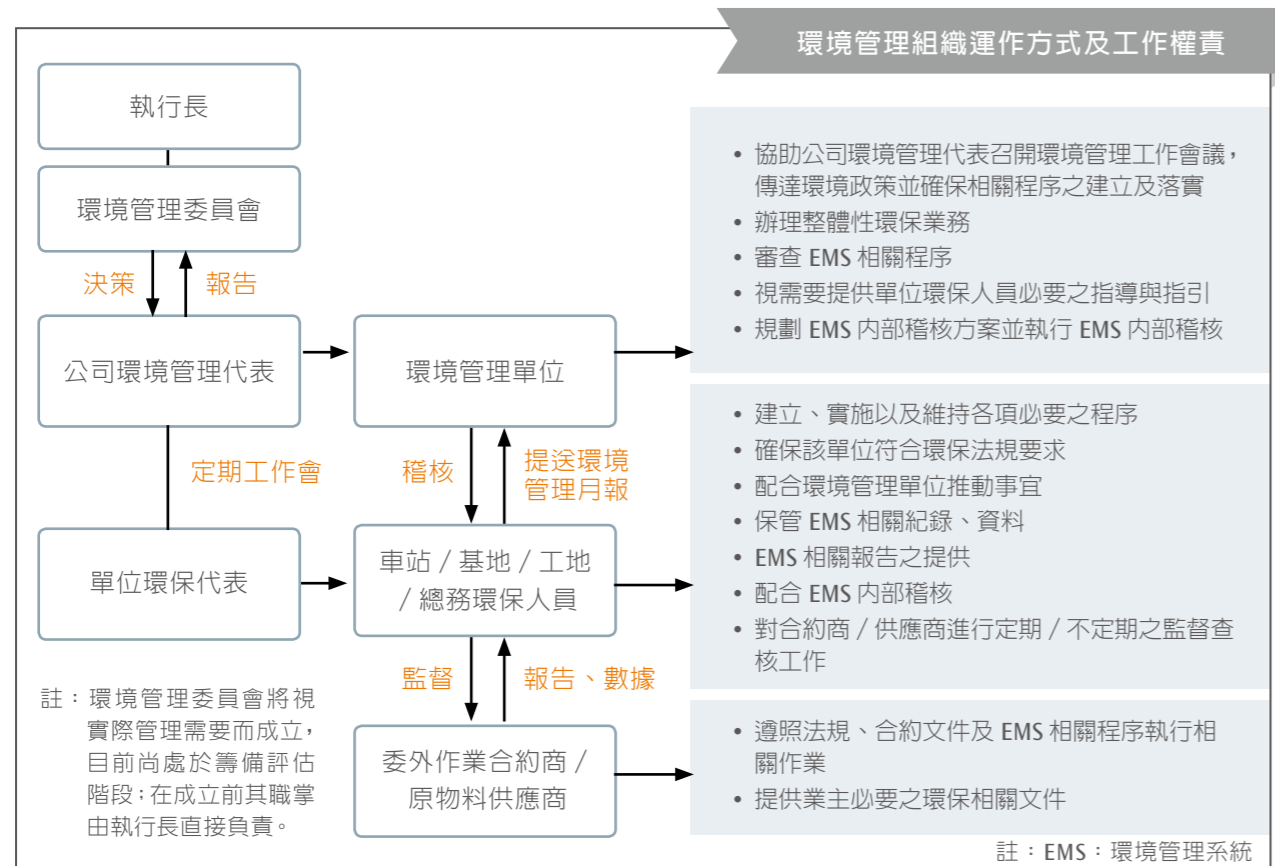 環境管理組織運作方式及工作權責
執行長
環境管理委員會
決策
報告
公司環境管理代表
定期工作會
單位環保代表
註：環境管理委員會將視
實際管理需要而成立，
目前尚處於籌備評估
階段；在成立前其職掌
由執行長直接負責。
環境管理單位
稽核
提送環境
管理月報
車站 / 基地 / 工地
/ 總務環保人員
監督
報告、數據
委外作業合約商 /
原物料供應商
• 協助公司環境管理代表召開環境管理工作會議，
傳達環境政策並確保相關程序之建立及落實
• 辦理整體性環保業務
• 審查 EMS 相關程序
• 視需要提供單位環保人員必要之指導與指引
• 規劃 EMS 內部稽核方案並執行 EMS 內部稽核
• 建立、實施以及維持各項必要之程序
• 確保該單位符合環保法規要求
• 配合環境管理單位推動事宜
• 保管 EMS 相關紀錄、資料
• EMS 相關報告之提供
• 配合 EMS 內部稽核
• 對合約商 / 供應商進行定期 / 不定期之監督查
核工作
• 遵照法規、合約文件及 EMS 相關程序執行相
關作業
• 提供業主必要之環保相關文件
註：EMS：環境管理系統